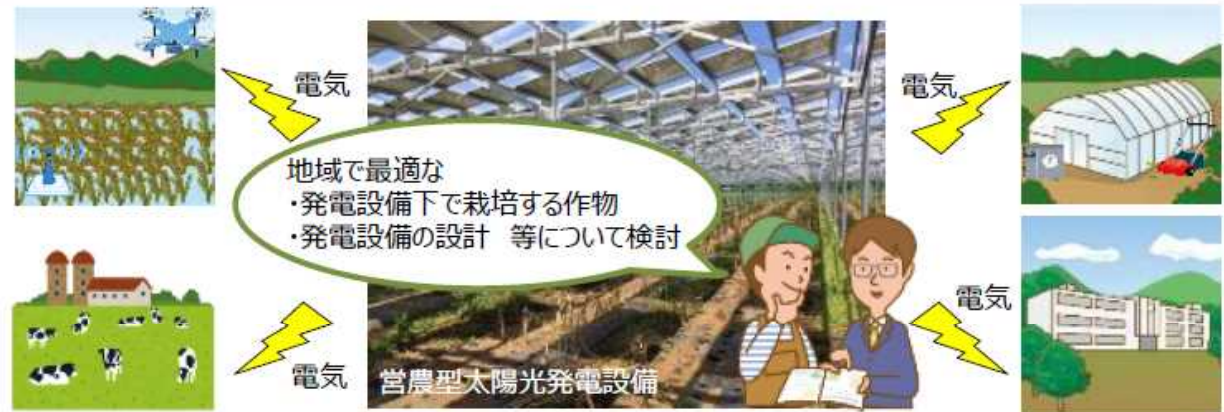 電気
電気
地域で最適な
・発電設備下で栽培する作物
・発電設備の設計　等について検討
電気
電気
営農型太陽光発電設備